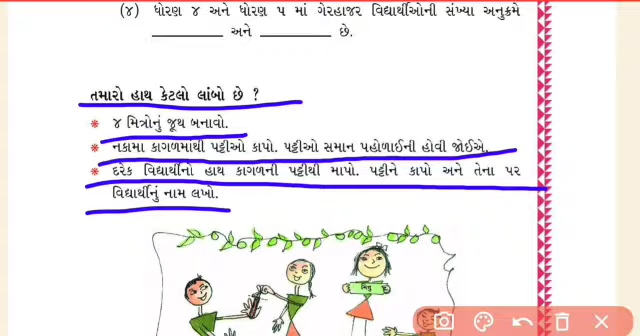 (૪) ધોરણ ૪ અને ધોરણ ૫ માં ગેરહાજર વિદ્યાર્થીઓની સંખ્યા અનુક્રમે
__________ અને __________ છે.
તમારો હાથ કેટલો લાંબો છે ?
* ૪ મિત્રોનું જૂથ બનાવો.
* નકામા કાગળમાંથી પટ્ટીઓ કાપો. પટ્ટીઓ સમાન પહોળાઈની હોવી જોઈએ.
* દરેક વિદ્યાર્થીનો હાથ કાગળની પટ્ટીથી માપો. પટ્ટીને કાપો અને તેના પર
વિદ્યાર્થીનું નામ લખો.